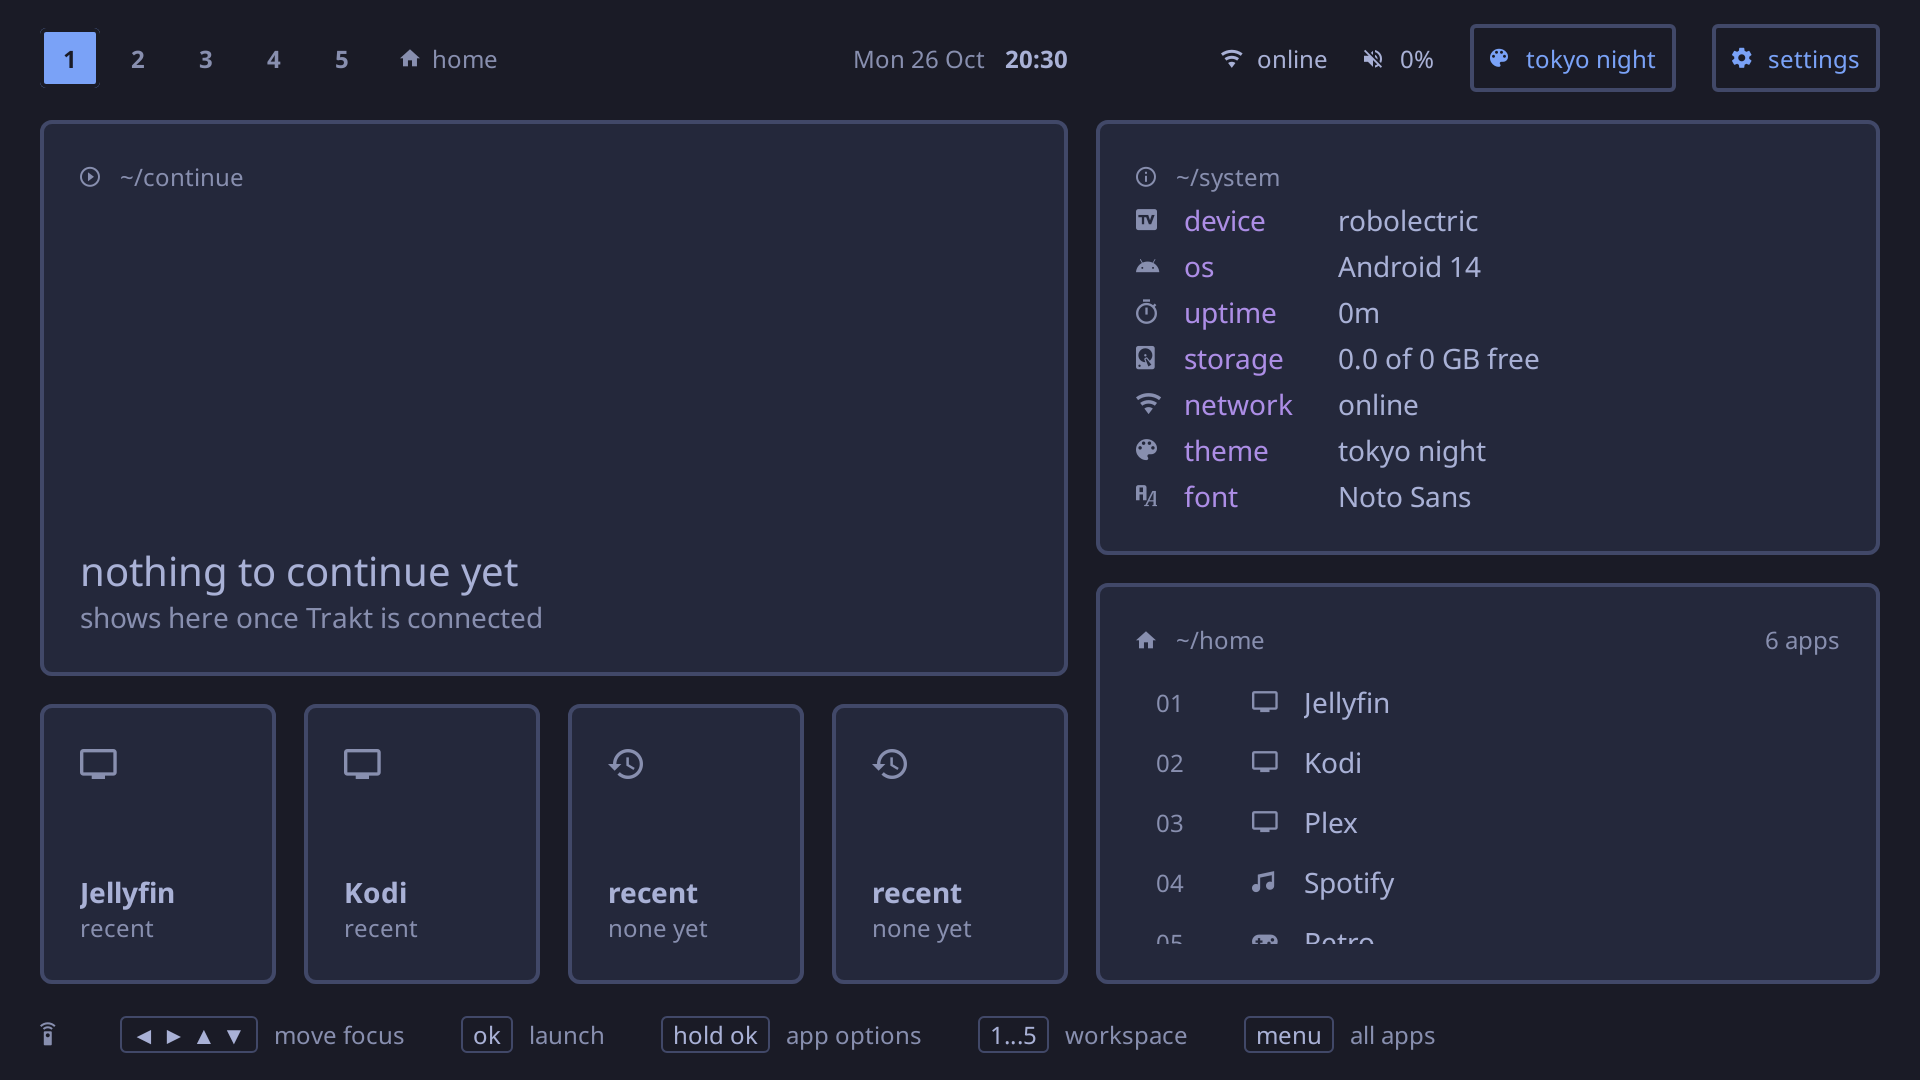 1 2 3 4 5 home Mon 26 Oct 20:30 online 0% tokyo night settings
~/continue
nothing to continue yet
shows here once Trakt is connected
Jellyfin
recent
Kodi
recent
recent
none yet
recent
none yet
~/system
device robolectric
os Android 14
uptime 0m
storage 0.0 of 0 GB free
network online
theme tokyo night
font Noto Sans
~/home 6 apps
01 Jellyfin
02 Kodi
03 Plex
04 Spotify
05 Retro
◀ ▶ ▲ ▼ move focus ok launch hold ok app options 1...5 workspace menu all apps